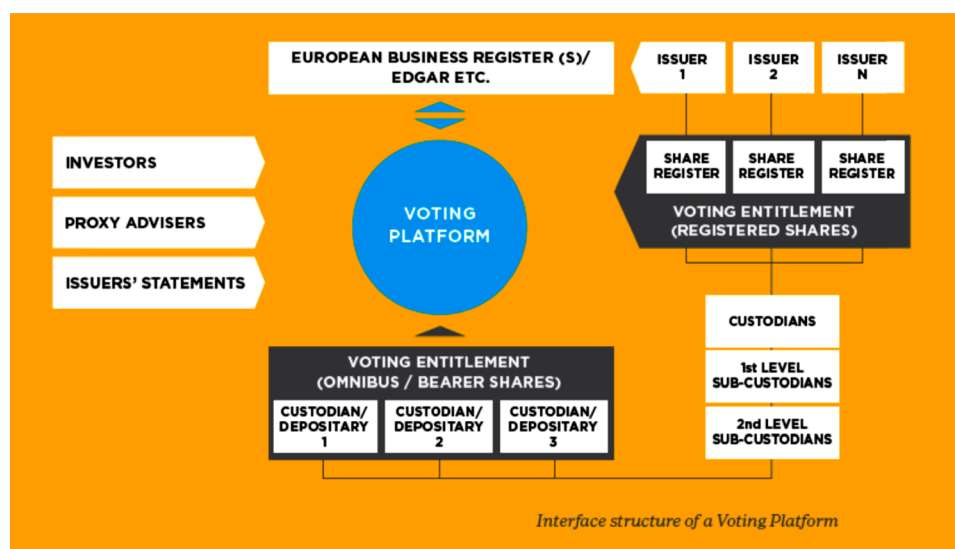 EUROPEAN BUSINESS REGISTER (S)/
EDGAR ETC.
ISSUER
1
ISSUER
2
ISSUER
N
INVESTORS
PROXY ADVISERS
ISSUERS’ STATEMENTS
VOTING
PLATFORM
SHARE
REGISTER
SHARE
REGISTER
SHARE
REGISTER
VOTING ENTITLEMENT
(REGISTERED SHARES)
CUSTODIANS
1st LEVEL
SUB-CUSTODIANS
2nd LEVEL
SUB-CUSTODIANS
VOTING ENTITLEMENT
(OMNIBUS / BEARER SHARES)
CUSTODIAN/
DEPOSITARY
1
CUSTODIAN/
DEPOSITARY
2
CUSTODIAN/
DEPOSITARY
3
Interface structure of a Voting Platform